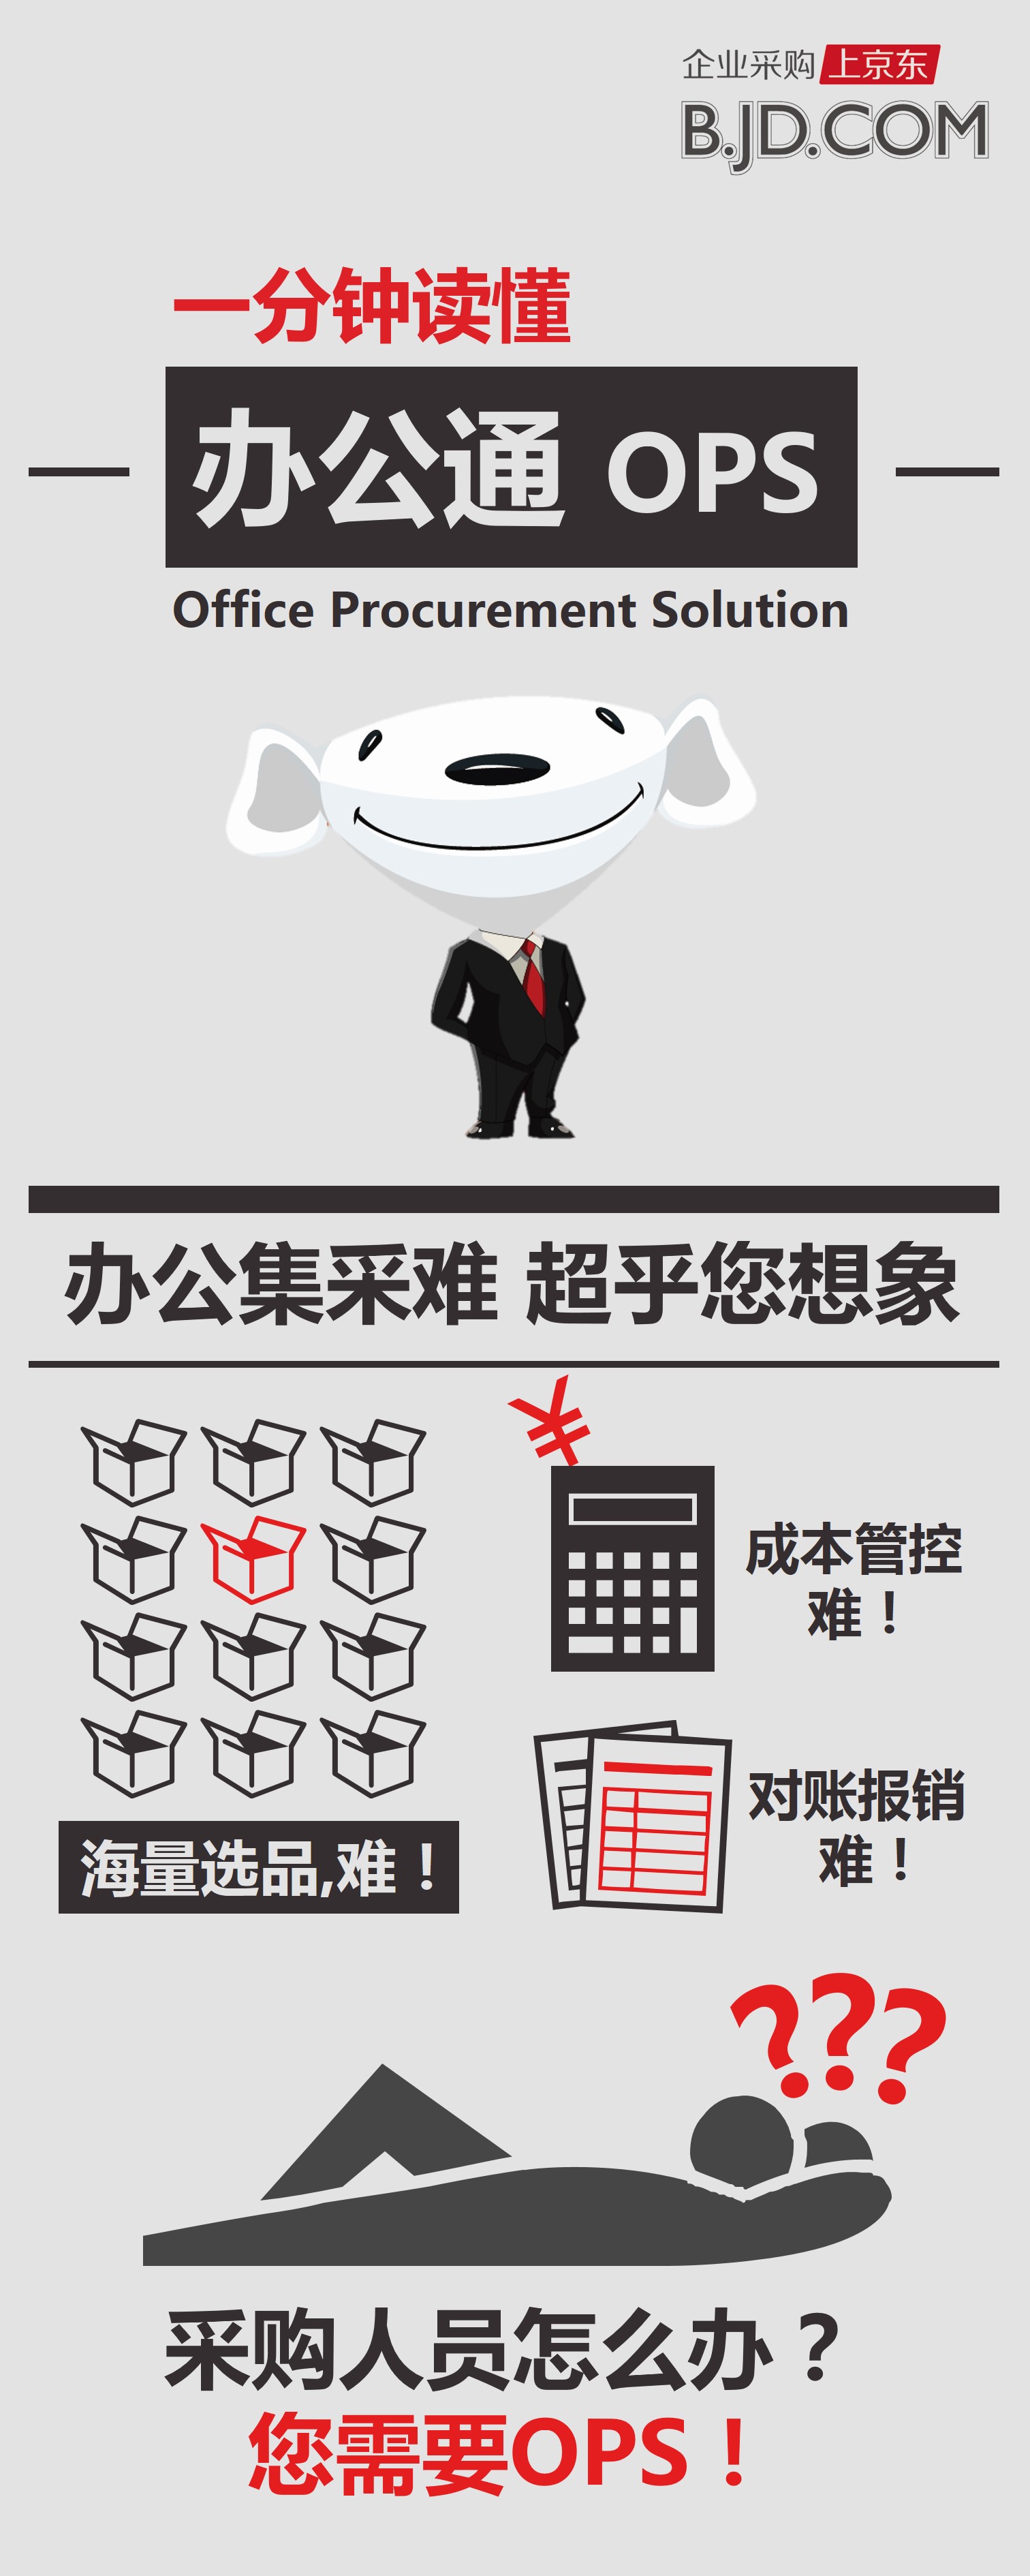 企业采购 上京东
B.JD.COM
一分钟读懂
办公通 OPS
Office Procurement Solution
办公集采难 超乎您想象
¥
成本管控
难！
对账报销
难！
海量选品,难！
???
采购人员怎么办？
您需要OPS！